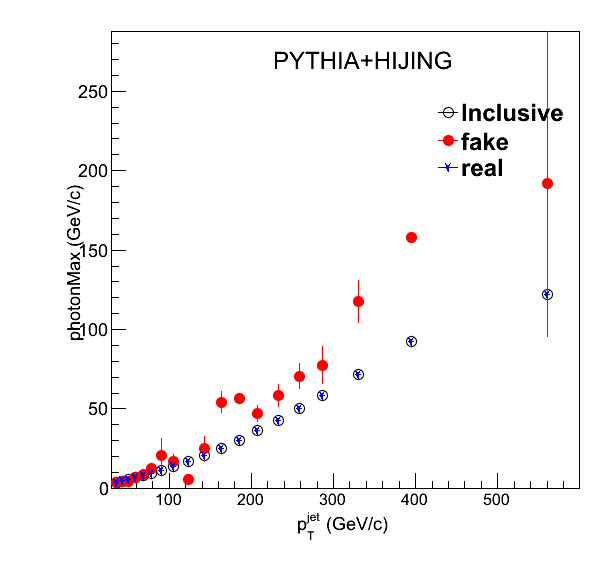 PYTHIA+HIJING
Inclusive
fake
real
photonMax (GeV/c)
250
200
150
100
50
0
100 200 300 400 500
p_T^jet (GeV/c)